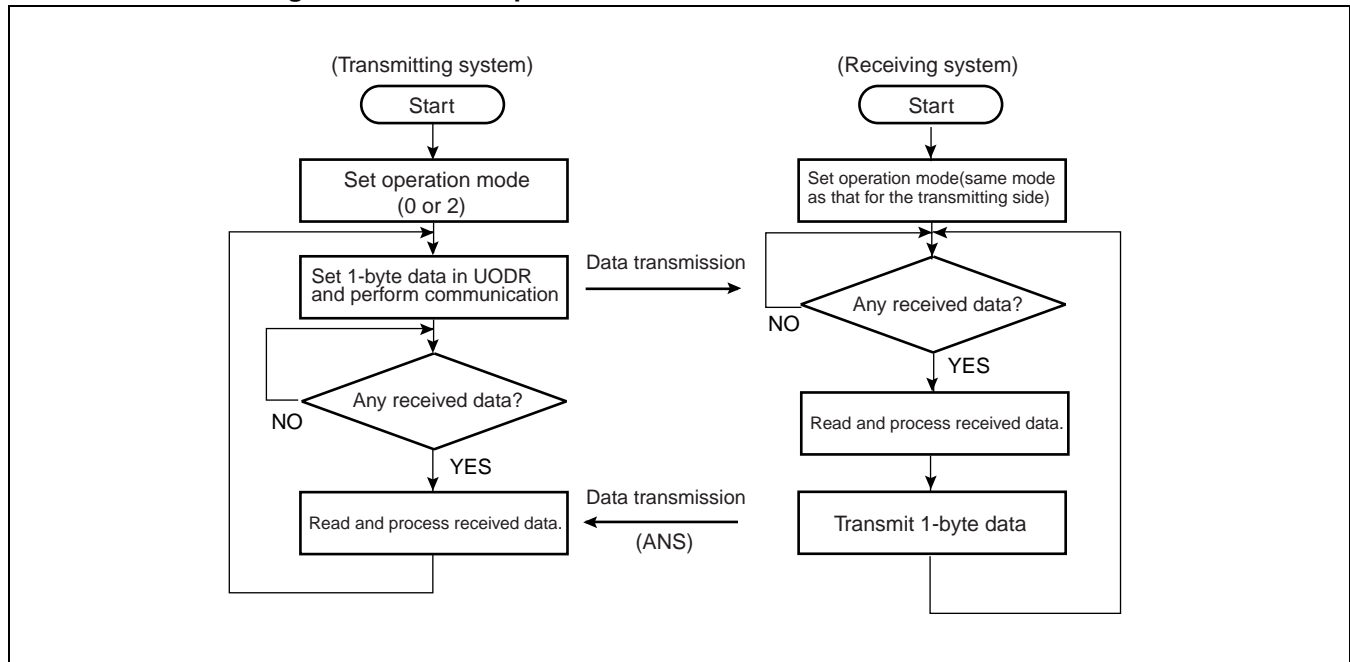 (Transmitting system)
Start
Set operation mode
(0 or 2)
Set 1-byte data in UODR
and perform communication
Any received data?
NO
YES
Read and process received data.
Data transmission
Data transmission
(ANS)
(Receiving system)
Start
Set operation mode(same mode
as that for the transmitting side)
Any received data?
NO
YES
Read and process received data.
Transmit 1-byte data